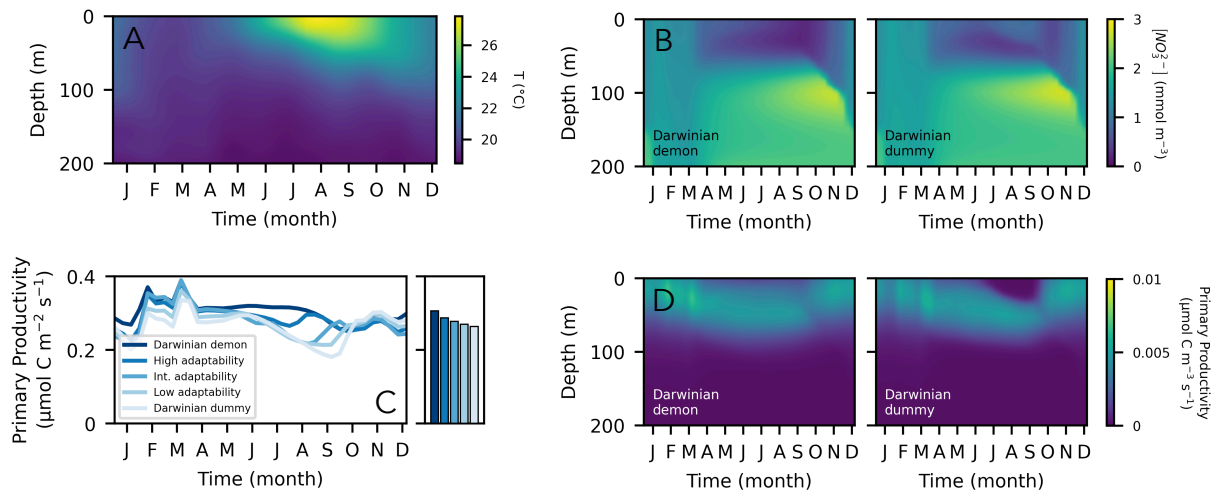 A
0
100
200
Depth (m)
J F M A M J J A S O N D
Time (month)
26
24
22
20
T (°C)
B
0
100
200
Depth (m)
Darwinian
demon
J F M A M J J A S O N D
Time (month)
Darwinian
dummy
J F M A M J J A S O N D
Time (month)
3
2
1
0
[NO₃²⁻] (mmol m⁻³)
0.4
0.2
0
Primary Productivity
(μmol C m⁻² s⁻¹)
Darwinian demon
High adaptability
Int. adaptability
Low adaptability
Darwinian dummy
C
J F M A M J J A S O N D
Time (month)
D
0
100
200
Depth (m)
Darwinian
demon
J F M A M J J A S O N D
Time (month)
Darwinian
dummy
J F M A M J J A S O N D
Time (month)
0.01
0.005
0
Primary Productivity
(μmol C m⁻³ s⁻¹)